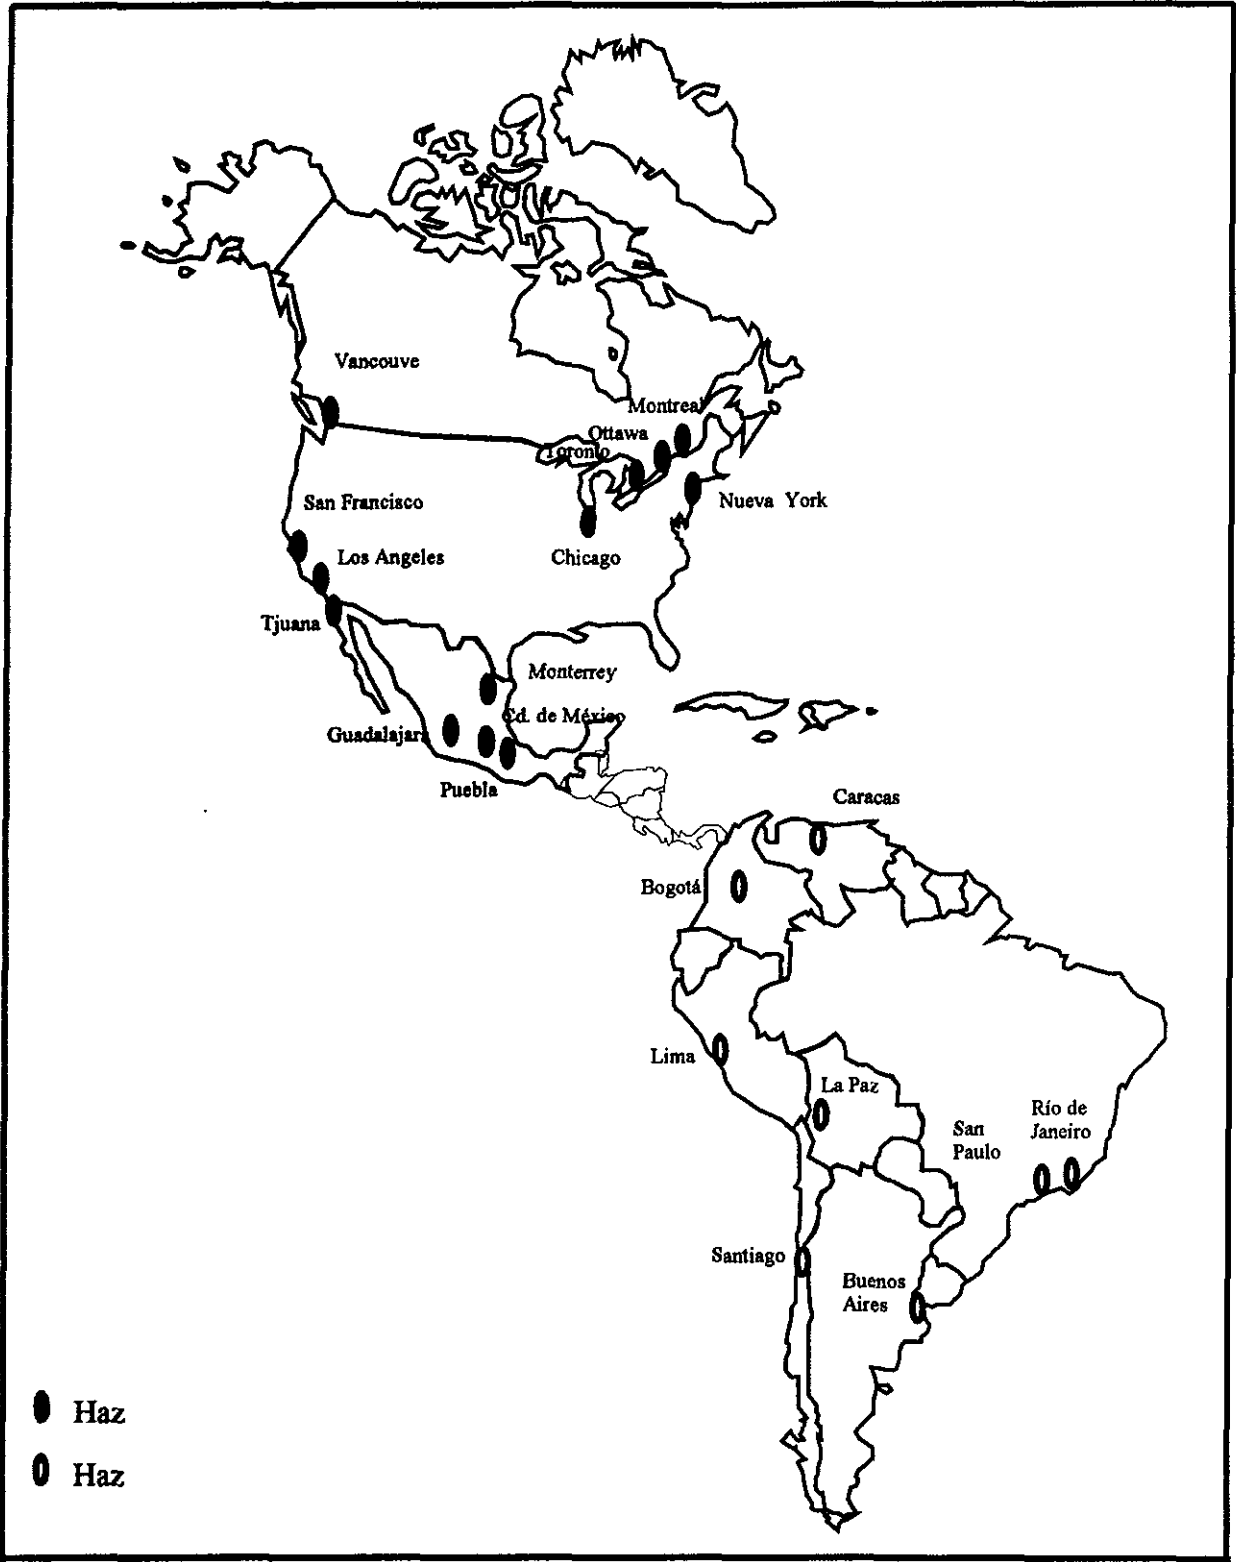 Vancouve
Montreal
Ottawa
Toronto
San Francisco
Nueva York
Los Angeles
Chicago
Tjuana
Monterrey
Cd. de México
Guadalajara
Puebla
Caracas
Bogotá
Lima
La Paz
Río de
Janeiro
San
Paulo
Santiago
Buenos
Aires
Haz
Haz